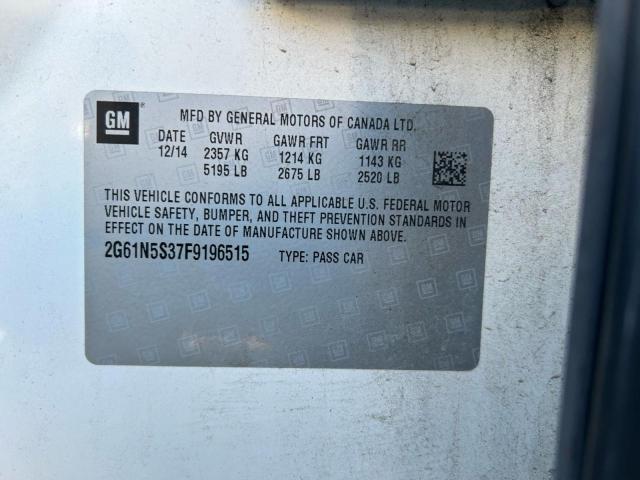 GM
MFD BY GENERAL MOTORS OF CANADA LTD.
DATE GVWR GAWR FRT GAWR RR
12/14 2357 KG 1214 KG 1143 KG
5195 LB 2675 LB 2520 LB
THIS VEHICLE CONFORMS TO ALL APPLICABLE U.S. FEDERAL MOTOR
VEHICLE SAFETY, BUMPER, AND THEFT PREVENTION STANDARDS IN
EFFECT ON THE DATE OF MANUFACTURE SHOWN ABOVE.
2G61N5S37F9196515 TYPE: PASS CAR